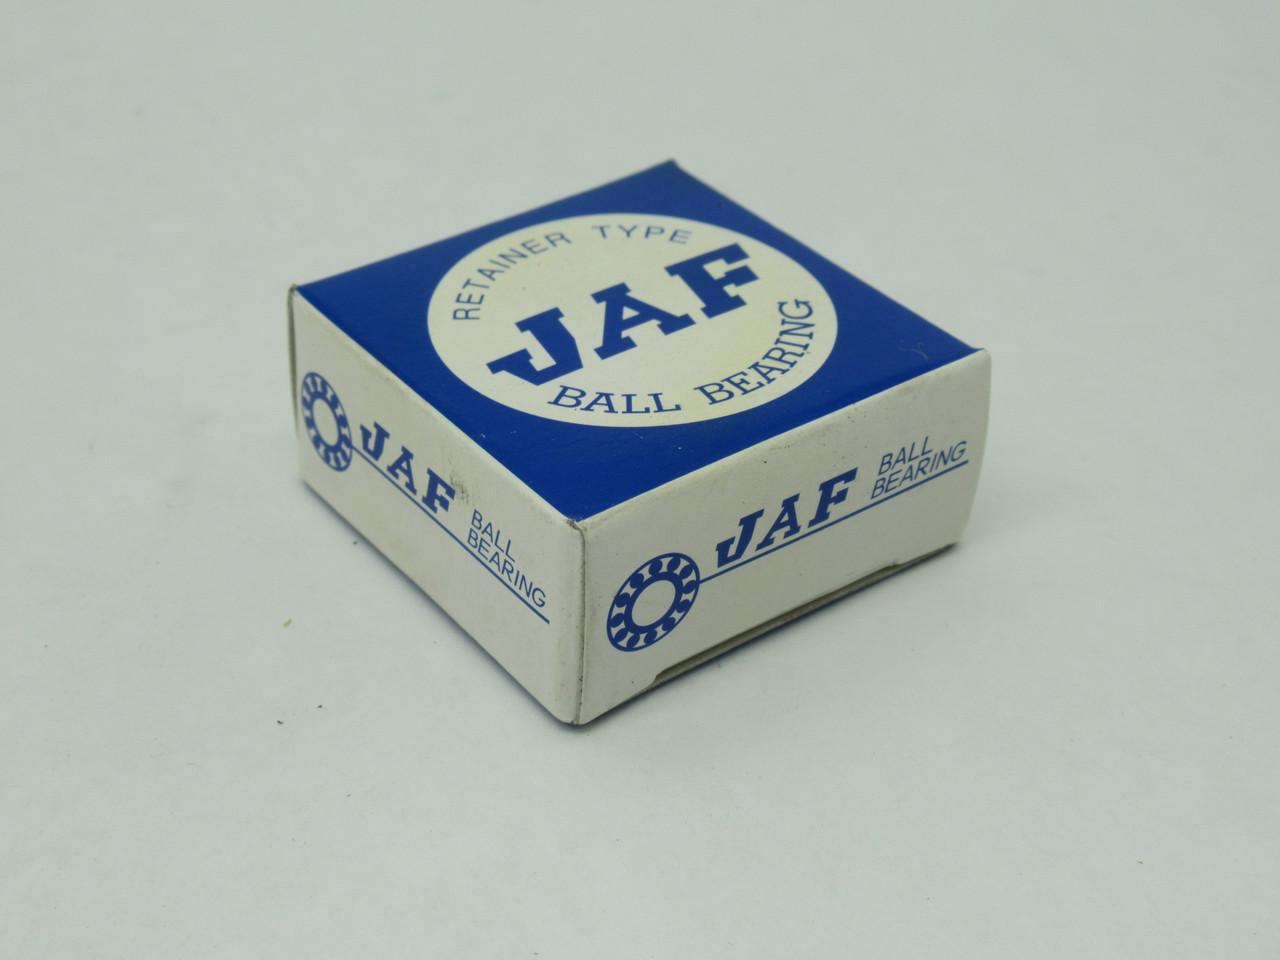 RETAINER TYPE
JAF
BALL BEARING
JAF
BALL
BEARING
JAF
BALL
BEARING